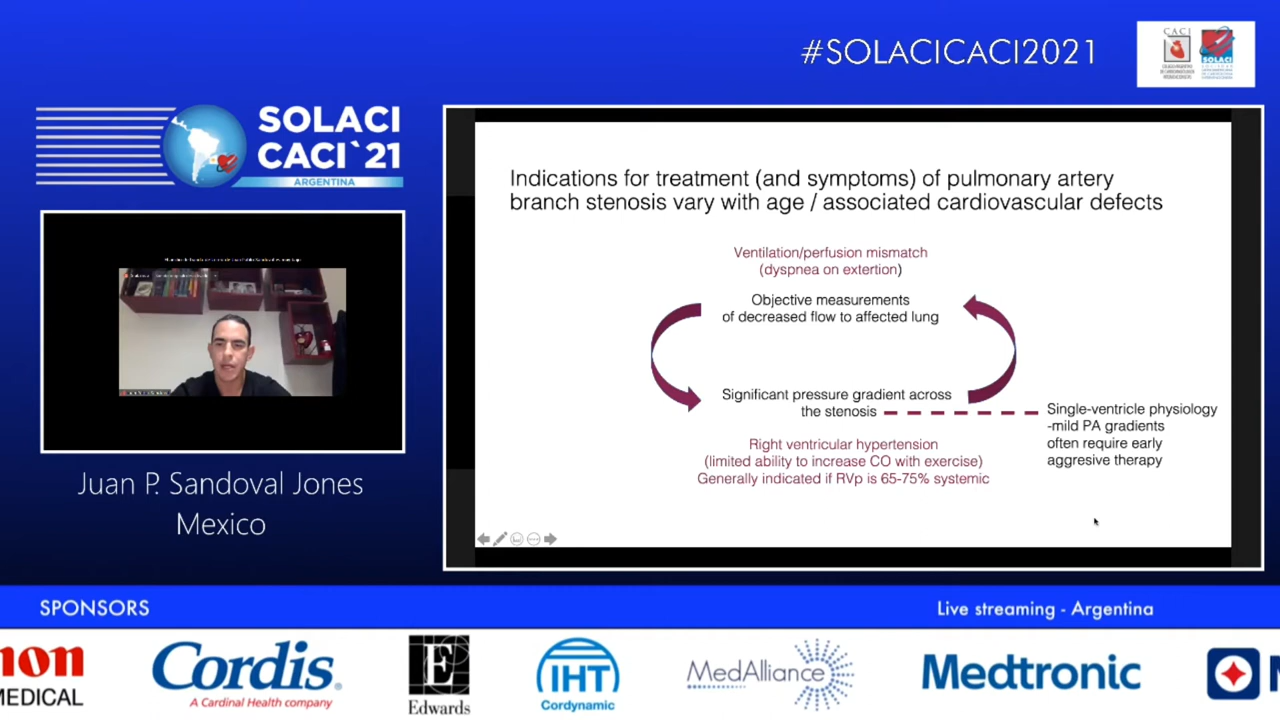 #SOLACICACI2021
CACI
SOLACI
SOLACI
CACI`21
ARGENTINA
Juan P. Sandoval Jones
Mexico
Indications for treatment (and symptoms) of pulmonary artery
branch stenosis vary with age / associated cardiovascular defects
Ventilation/perfusion mismatch
(dyspnea on extertion)
Objective measurements
of decreased flow to affected lung
Significant pressure gradient across
the stenosis
Right ventricular hypertension
(limited ability to increase CO with exercise)
Generally indicated if RVp is 65-75% systemic
Single-ventricle physiology
-mild PA gradients
often require early
aggresive therapy
SPONSORS
Live streaming - Argentina
non
MEDICAL
Cordis.
A Cardinal Health company
E
Edwards
IHT
Cordynamic
MedAlliance
Medtronic